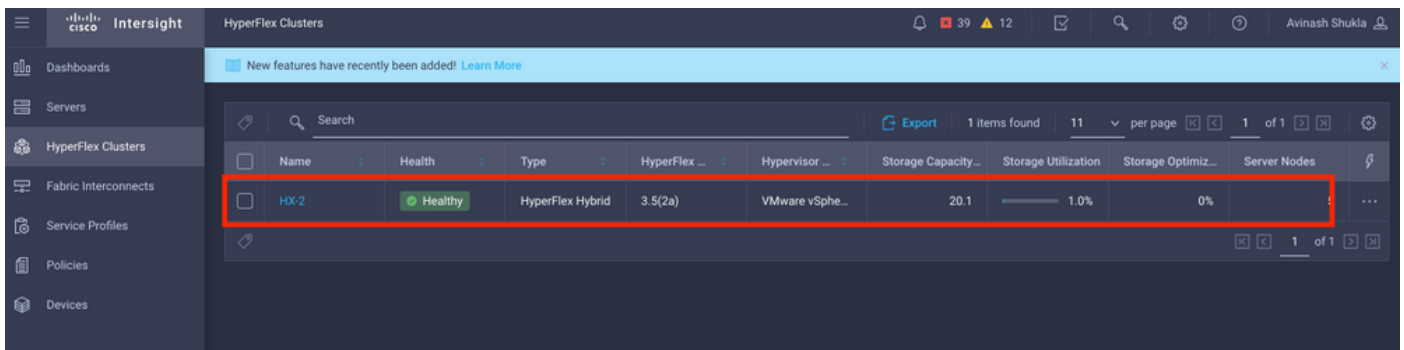 cisco Intersight
HyperFlex Clusters
39 12
Avinash Shukla
Dashboards
Servers
HyperFlex Clusters
Fabric Interconnects
Service Profiles
Policies
Devices
New features have recently been added! Learn More
Search
Export 1 items found 11 per page 1 of 1
Name Health Type HyperFlex ... Hypervisor ... Storage Capacity... Storage Utilization Storage Optimiz... Server Nodes
HX-2 Healthy HyperFlex Hybrid 3.5(2a) VMware vSphe... 20.1 1.0% 0%
1 of 1